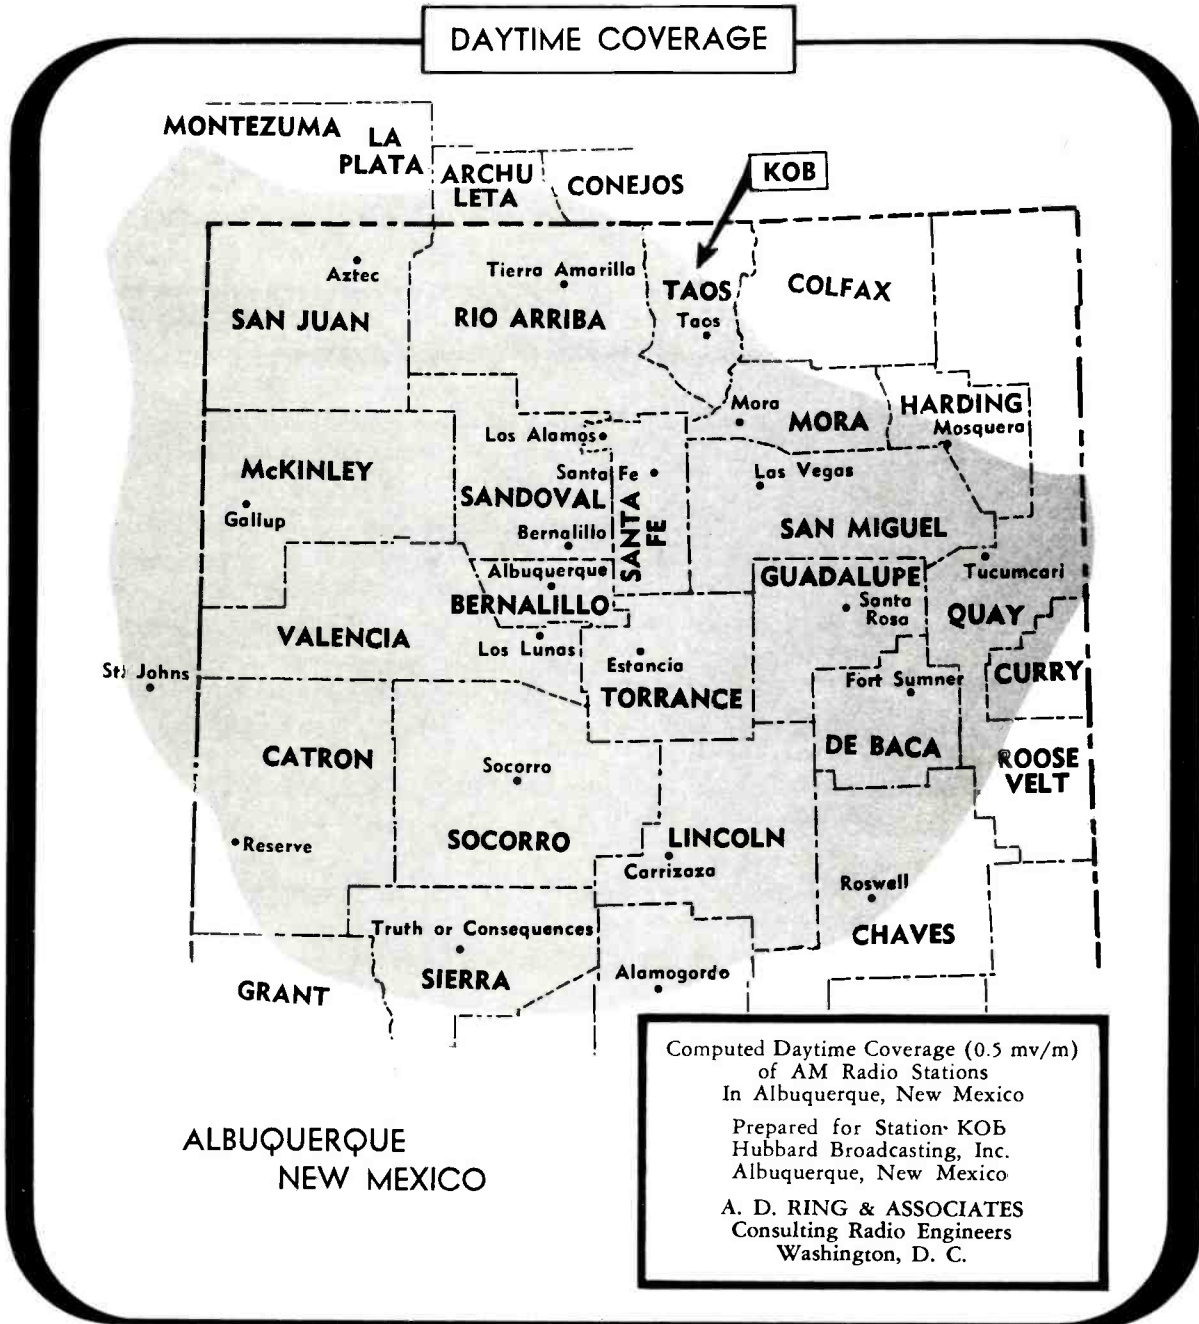 DAYTIME COVERAGE
MONTEZUMA
LA
PLATA
ARCHU
LETA
CONEJOS
KOB
Aztec
SAN JUAN
Tierra Amarilla
RIO ARRIBA
TAOS
Taos
COLFAX
Mora
MORA
HARDING
Mosquera
Los Alamos
McKINLEY
Gallup
Santa Fe
SANDOVAL
SANTA
FE
Bernalillo
Las Vegas
SAN MIGUEL
Albuquerque
BERNALILLO
GUADALUPE
Santa
Rosa
Tucumcari
QUAY
VALENCIA
Los Lunas
Estancia
TORRANCE
St. Johns
Fort Sumner
CURRY
CATRON
Socorro
DE BACA
ROOSE
VELT
Reserve
SOCORRO
LINCOLN
Carrizaza
Roswell
CHAVES
Truth or Consequences
SIERRA
Alamogordo
GRANT
ALBUQUERQUE
NEW MEXICO
Computed Daytime Coverage (0.5 mv/m)
of AM Radio Stations
In Albuquerque, New Mexico
Prepared for Station KOB
Hubbard Broadcasting, Inc.
Albuquerque, New Mexico
A. D. RING & ASSOCIATES
Consulting Radio Engineers
Washington, D. C.